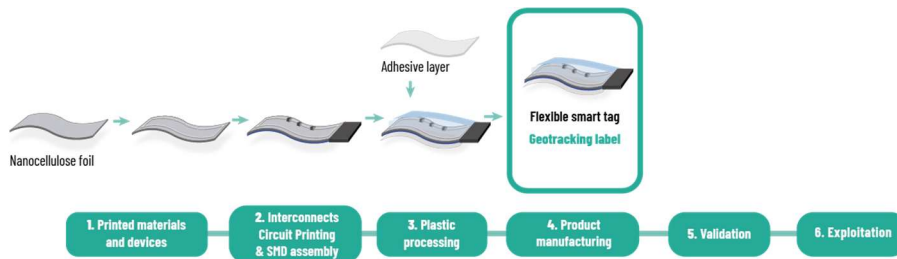 Adhesive layer
Nanocellulose foil
Flexible smart tag
Geotracking label
1. Printed materials
and devices
2. Interconnects
Circuit Printing
& SMD assembly
3. Plastic
processing
4. Product
manufacturing
5. Validation
6. Exploitation